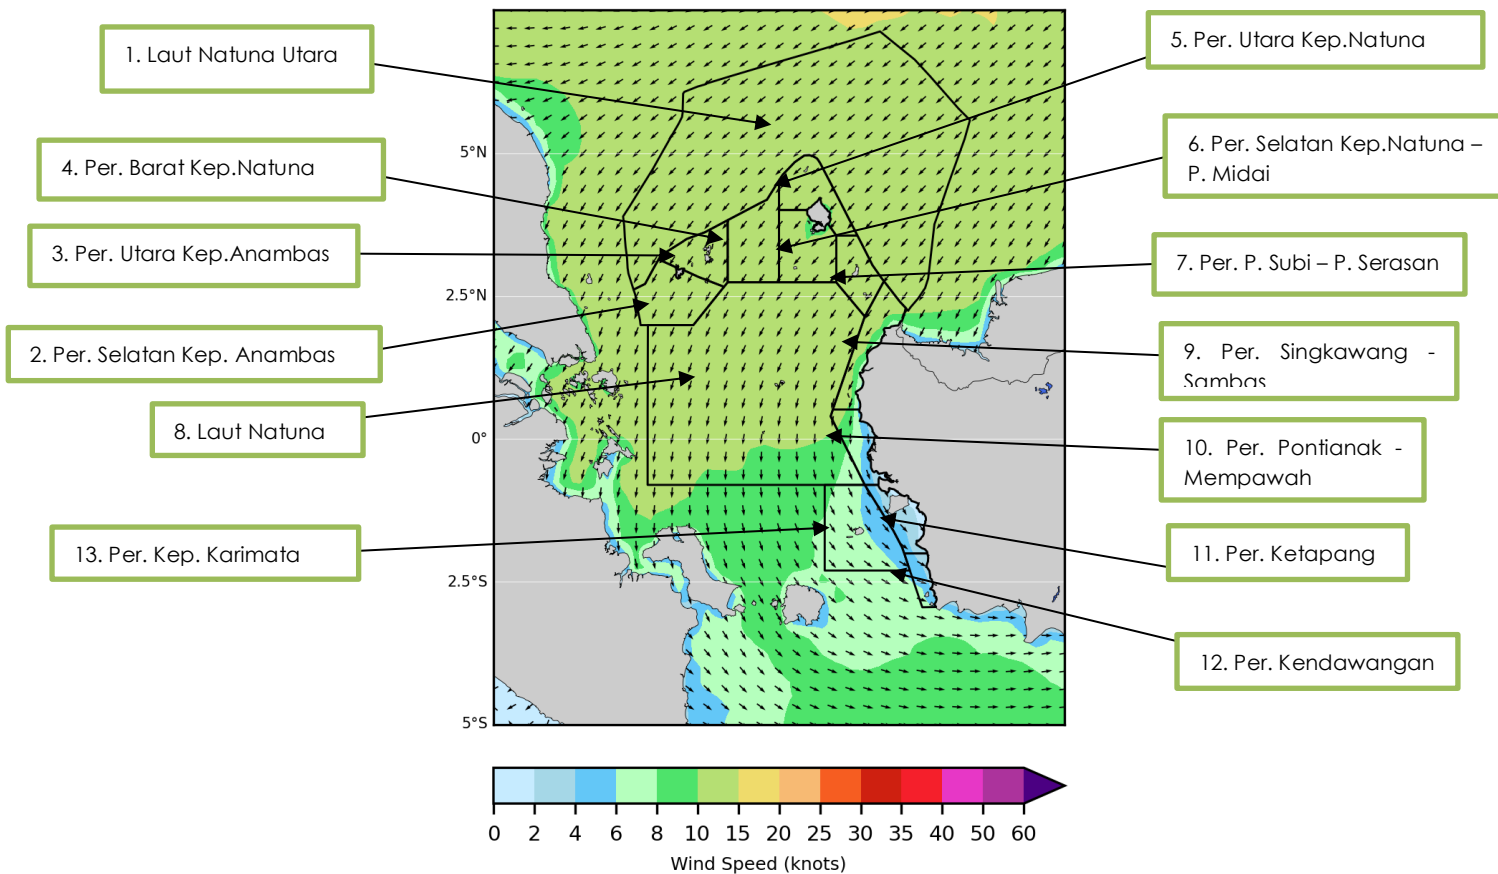 1. Laut Natuna Utara
4. Per. Barat Kep.Natuna
3. Per. Utara Kep.Anambas
2. Per. Selatan Kep. Anambas
8. Laut Natuna
13. Per. Kep. Karimata
5°N
2.5°N
0°
2.5°S
5°S
5. Per. Utara Kep.Natuna
6. Per. Selatan Kep.Natuna –
P. Midai
7. Per. P. Subi – P. Serasan
9. Per. Singkawang -
Sambas
10. Per. Pontianak -
Mempawah
11. Per. Ketapang
12. Per. Kendawangan
0 2 4 6 8 10 15 20 25 30 35 40 50 60
Wind Speed (knots)